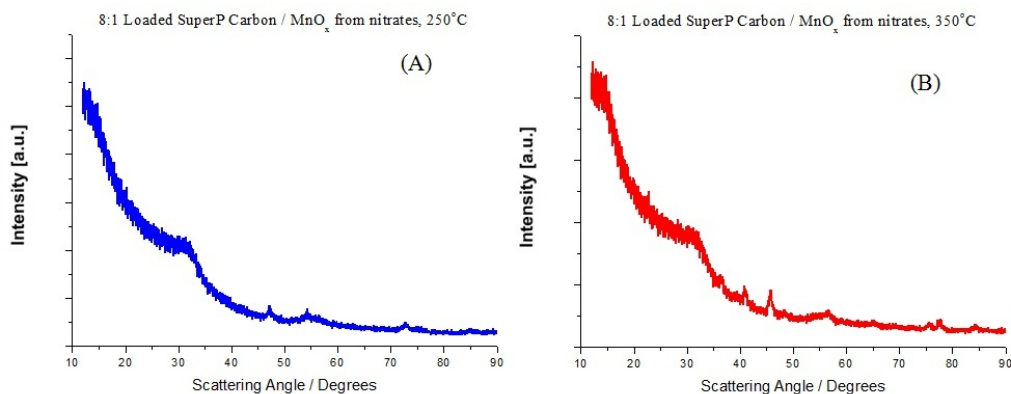 8:1 Loaded SuperP Carbon / MnOx from nitrates, 250°C
(A)
Intensity [a.u.]
10 20 30 40 50 60 70 80 90
Scattering Angle / Degrees
8:1 Loaded SuperP Carbon / MnOx from nitrates, 350°C
(B)
Intensity [a.u.]
10 20 30 40 50 60 70 80 90
Scattering Angle / Degrees